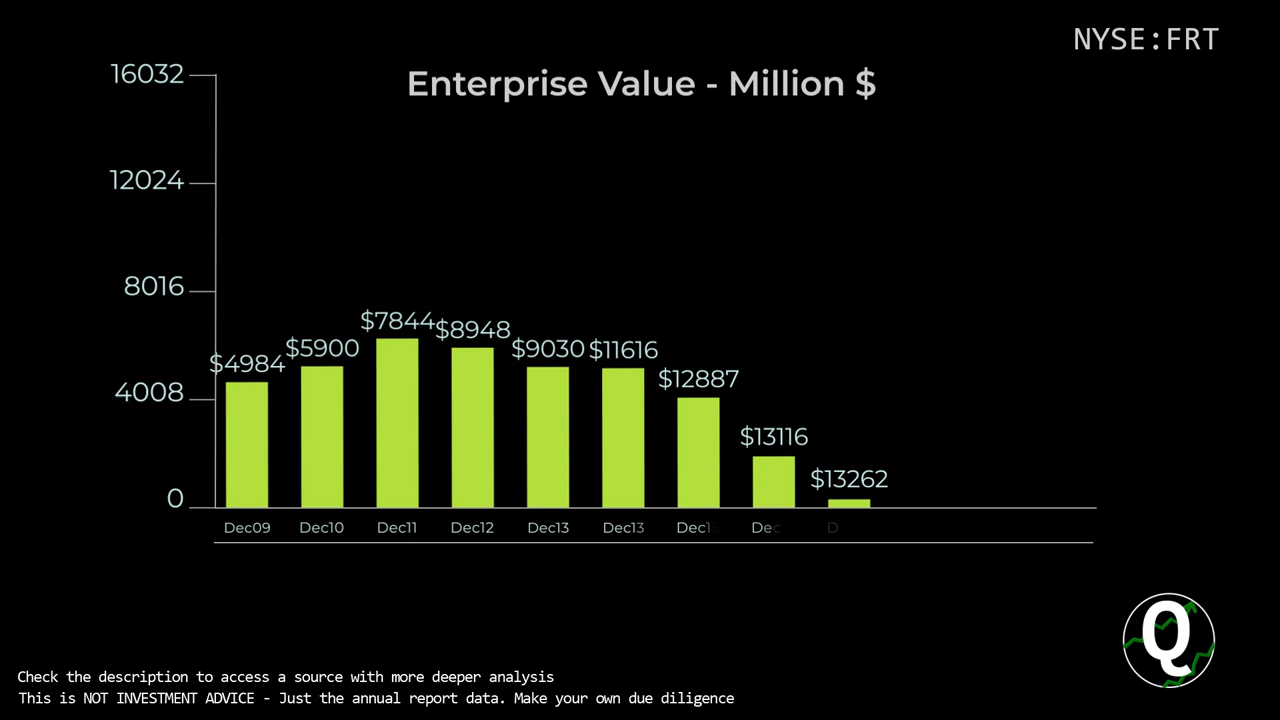 NYSE:FRT
Enterprise Value - Million $
16032
12024
8016
4008
0
$4984
$5900
$7844
$8948
$9030
$11616
$12887
$13116
$13262
Dec09 Dec10 Dec11 Dec12 Dec13 Dec13 Dec1 Dec D
Q
Check the description to access a source with more deeper analysis
This is NOT INVESTMENT ADVICE - Just the annual report data. Make your own due diligence